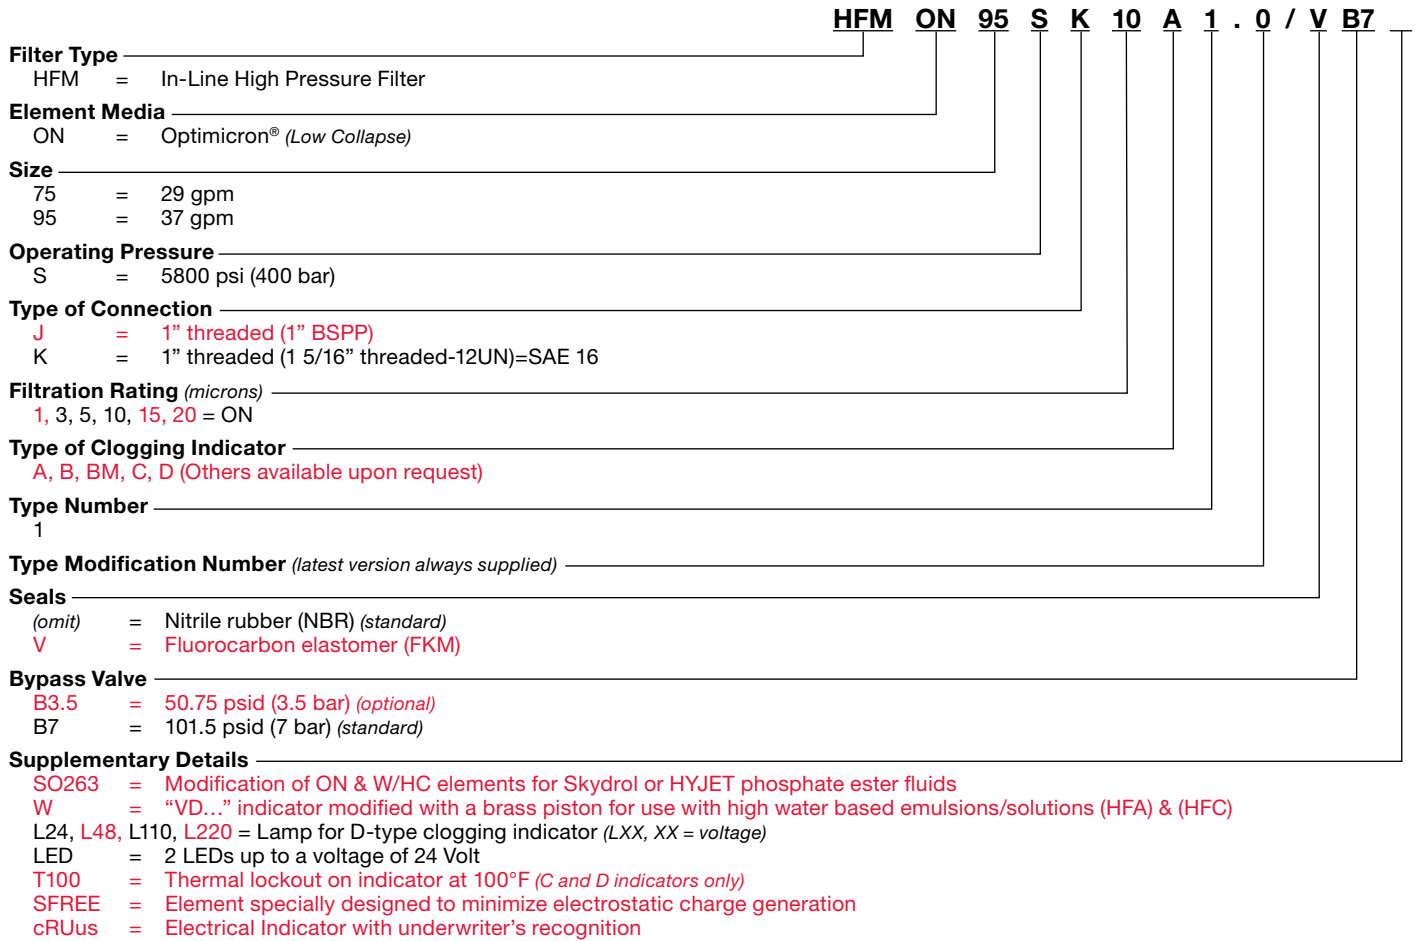 HFM ON 95 S K 10 A 1 . 0 / V B7
Filter Type
HFM = In-Line High Pressure Filter
Element Media
ON = Optimicron® (Low Collapse)
Size
75 = 29 gpm
95 = 37 gpm
Operating Pressure
S = 5800 psi (400 bar)
Type of Connection
J = 1” threaded (1” BSPP)
K = 1” threaded (1 5/16” threaded-12UN)=SAE 16
Filtration Rating (microns)
1, 3, 5, 10, 15, 20 = ON
Type of Clogging Indicator
A, B, BM, C, D (Others available upon request)
Type Number
1
Type Modification Number (latest version always supplied)
Seals
(omit) = Nitrile rubber (NBR) (standard)
V = Fluorocarbon elastomer (FKM)
Bypass Valve
B3.5 = 50.75 psid (3.5 bar) (optional)
B7 = 101.5 psid (7 bar) (standard)
Supplementary Details
SO263 = Modification of ON & W/HC elements for Skydrol or HYJET phosphate ester fluids
W = “VD…” indicator modified with a brass piston for use with high water based emulsions/solutions (HFA) & (HFC)
L24, L48, L110, L220 = Lamp for D-type clogging indicator (LXX, XX = voltage)
LED = 2 LEDs up to a voltage of 24 Volt
T100 = Thermal lockout on indicator at 100°F (C and D indicators only)
SFREE = Element specially designed to minimize electrostatic charge generation
cRUus = Electrical Indicator with underwriter’s recognition